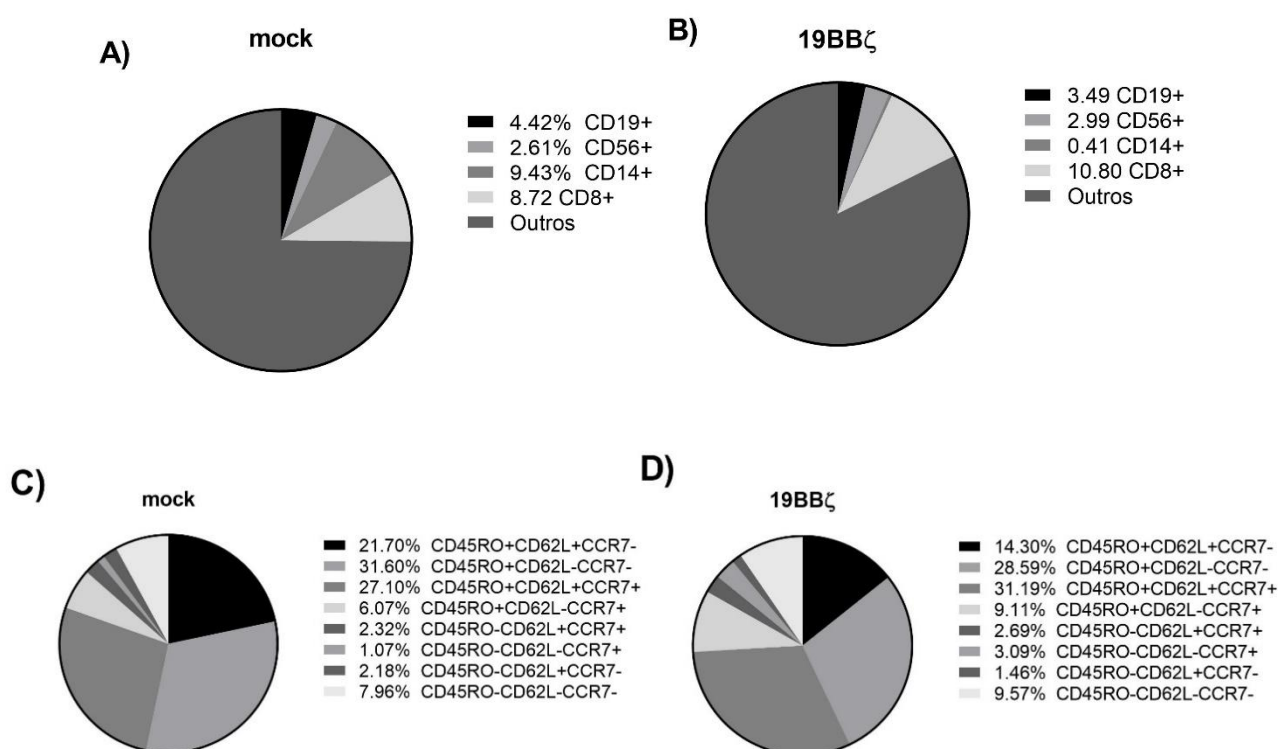 A)
mock
4.42% CD19+
2.61% CD56+
9.43% CD14+
8.72 CD8+
Outros
B)
19BBζ
3.49 CD19+
2.99 CD56+
0.41 CD14+
10.80 CD8+
Outros
C)
mock
21.70% CD45RO+CD62L+CCR7-
31.60% CD45RO+CD62L-CCR7-
27.10% CD45RO+CD62L+CCR7+
6.07% CD45RO+CD62L-CCR7+
2.32% CD45RO-CD62L+CCR7+
1.07% CD45RO-CD62L-CCR7+
2.18% CD45RO-CD62L+CCR7-
7.96% CD45RO-CD62L-CCR7-
D)
19BBζ
14.30% CD45RO+CD62L+CCR7-
28.59% CD45RO+CD62L-CCR7-
31.19% CD45RO+CD62L+CCR7+
9.11% CD45RO+CD62L-CCR7+
2.69% CD45RO-CD62L+CCR7+
3.09% CD45RO-CD62L-CCR7+
1.46% CD45RO-CD62L+CCR7-
9.57% CD45RO-CD62L-CCR7-